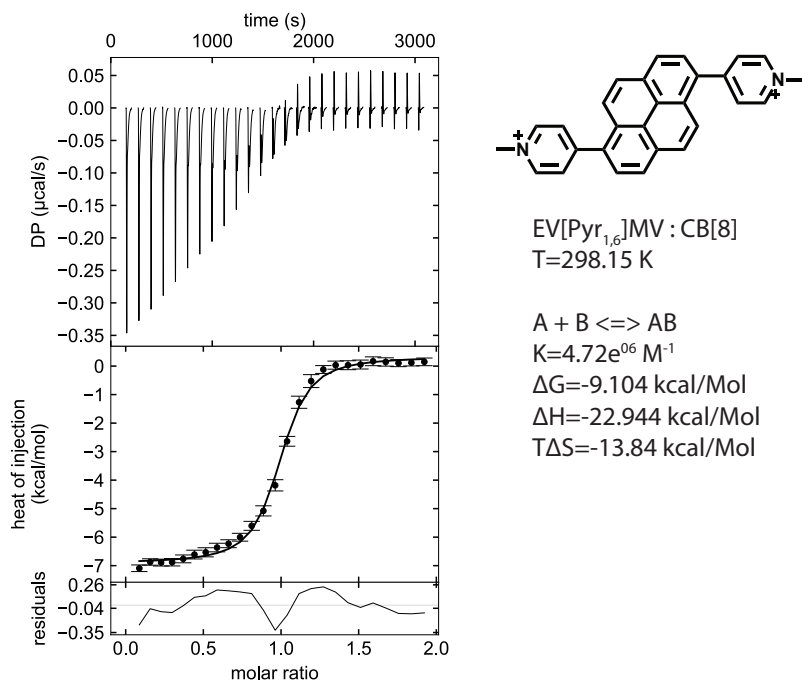 time (s)
0 1000 2000 3000
0.05
0.00
−0.05
−0.10
−0.15
−0.20
−0.25
−0.30
−0.35
DP (μcal/s)
0
−1
−2
−3
−4
−5
−6
−7
heat of injection
(kcal/mol)
0.26
−0.04
−0.35
residuals
0.0 0.5 1.0 1.5 2.0
molar ratio
N
+
N
+
EV[Pyr1,6]MV : CB[8]
T=298.15 K
A + B <=> AB
K=4.72e06 M-1
ΔG=-9.104 kcal/Mol
ΔH=-22.944 kcal/Mol
TΔS=-13.84 kcal/Mol